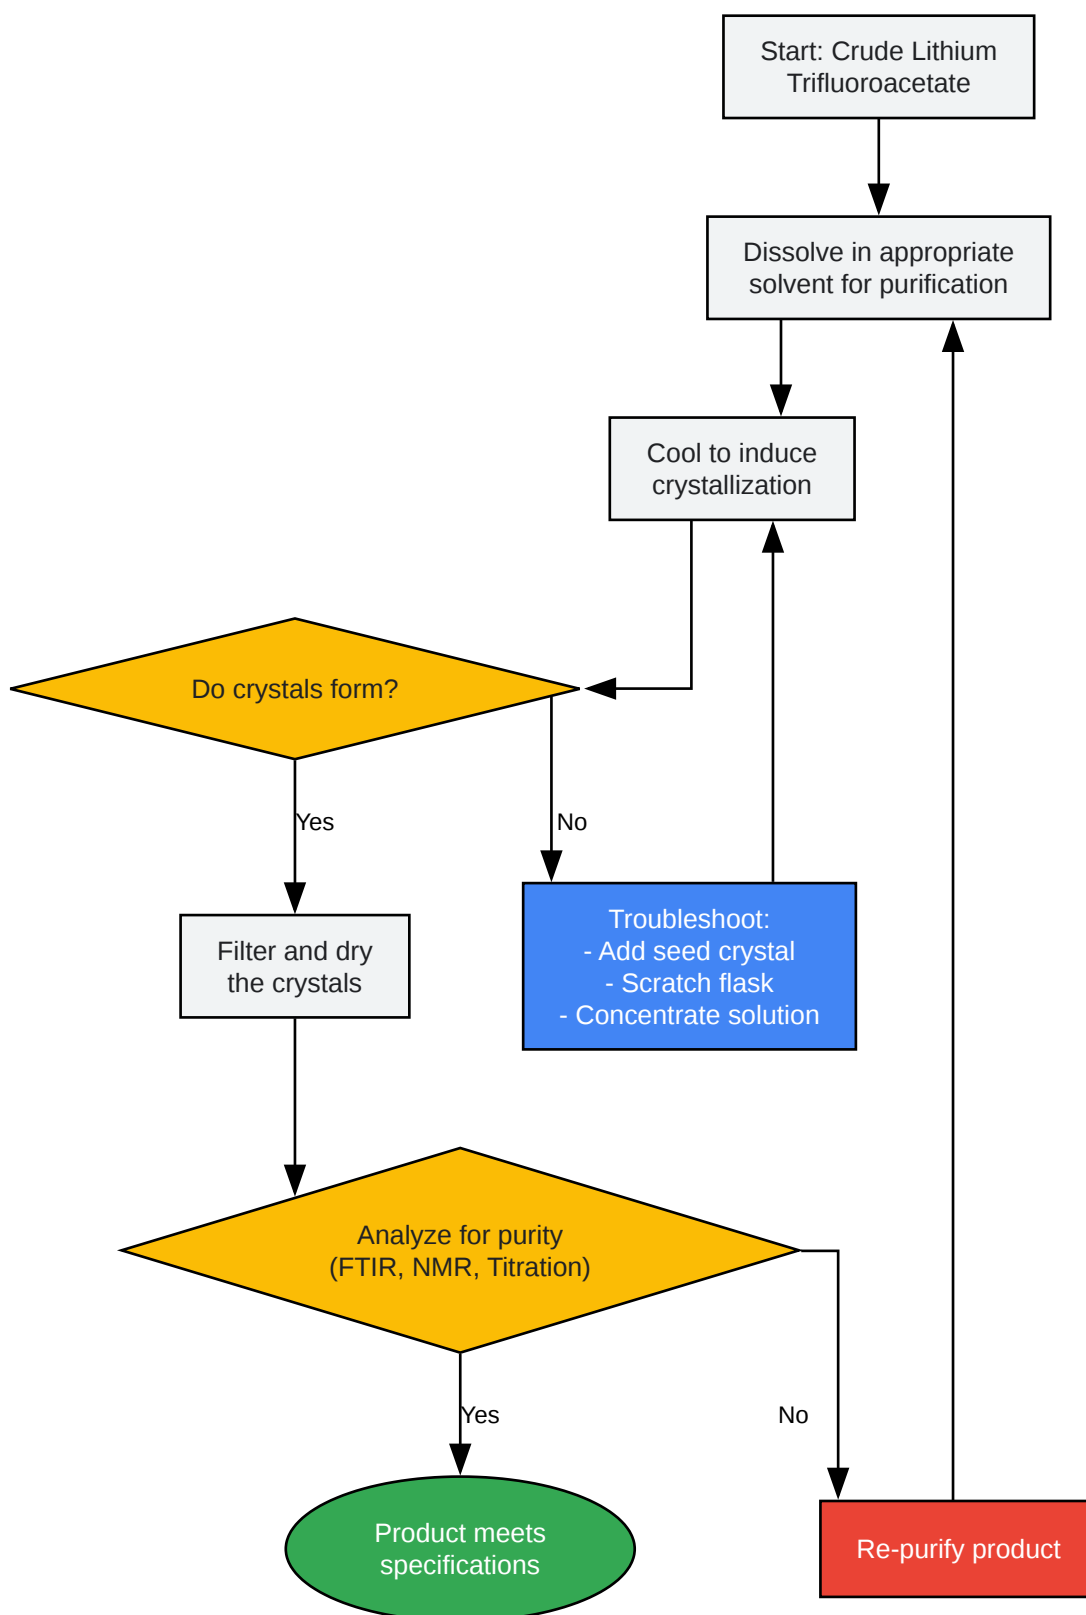 Start: Crude Lithium
Trifluoroacetate
Dissolve in appropriate
solvent for purification
Cool to induce
crystallization
Do crystals form?
Yes
No
Filter and dry
the crystals
Troubleshoot:
- Add seed crystal
- Scratch flask
- Concentrate solution
Analyze for purity
(FTIR, NMR, Titration)
Yes
No
Product meets
specifications
Re-purify product